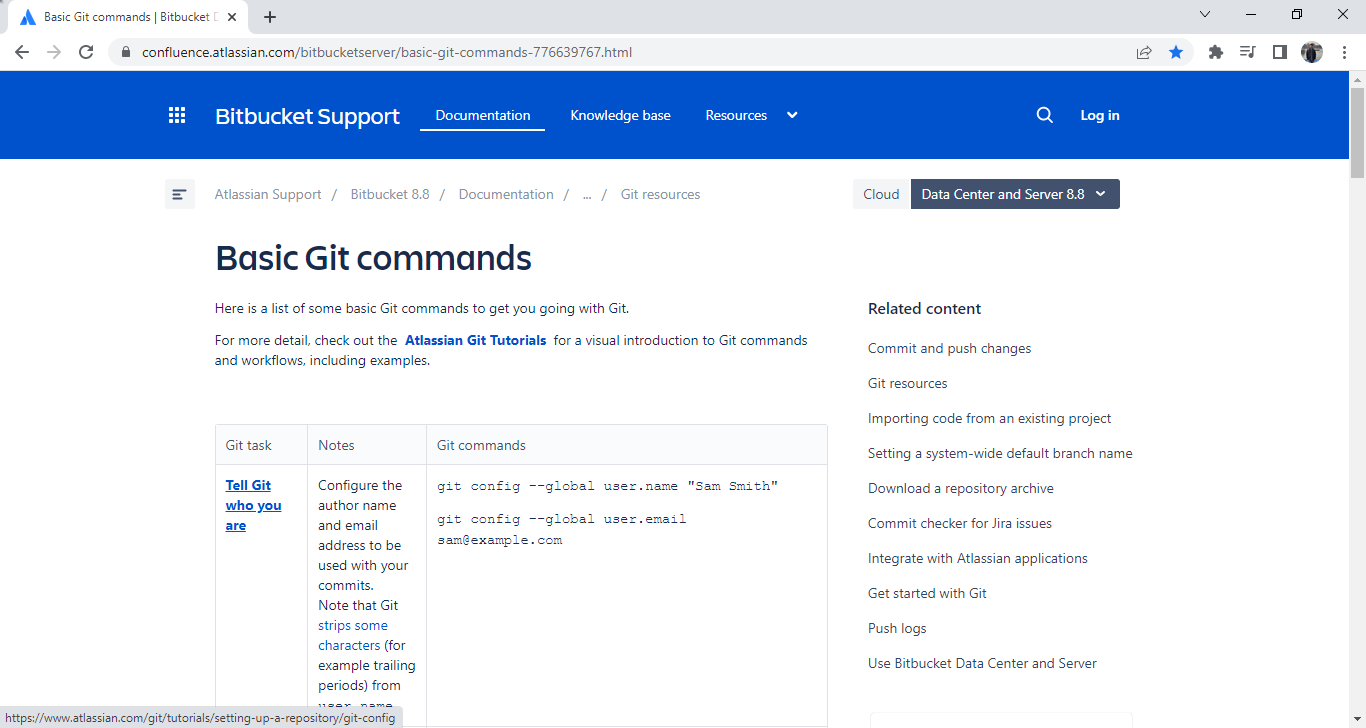 Basic Git commands | Bitbucket D
confluence.atlassian.com/bitbucketserver/basic-git-commands-776639767.html
Bitbucket Support
Documentation
Knowledge base
Resources
Log in
Atlassian Support / Bitbucket 8.8 / Documentation / ... / Git resources
Cloud
Data Center and Server 8.8
Basic Git commands
Here is a list of some basic Git commands to get you going with Git.
For more detail, check out the Atlassian Git Tutorials for a visual introduction to Git commands
and workflows, including examples.
Git task
Notes
Git commands
Tell Git
who you
are
Configure the
author name
and email
address to be
used with your
commits.
Note that Git
strips some
characters (for
example trailing
periods) from
user.name
git config --global user.name "Sam Smith"
git config --global user.email
sam@example.com
Related content
Commit and push changes
Git resources
Importing code from an existing project
Setting a system-wide default branch name
Download a repository archive
Commit checker for Jira issues
Integrate with Atlassian applications
Get started with Git
Push logs
Use Bitbucket Data Center and Server
https://www.atlassian.com/git/tutorials/setting-up-a-repository/git-config